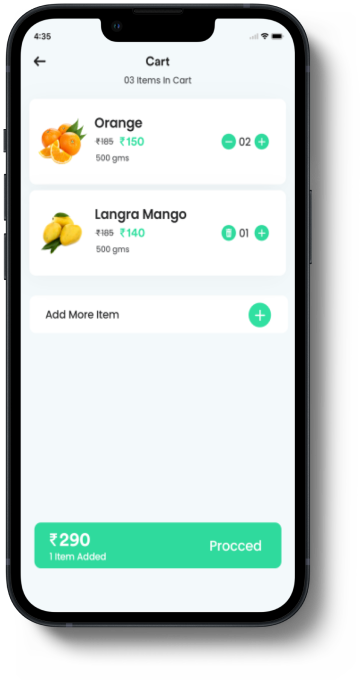 4:35
Cart
03 Items In Cart
Orange
₹185 ₹150
02
500 gms
Langra Mango
₹185 ₹140
01
500 gms
Add More Item
₹290
1 Item Added
Procced